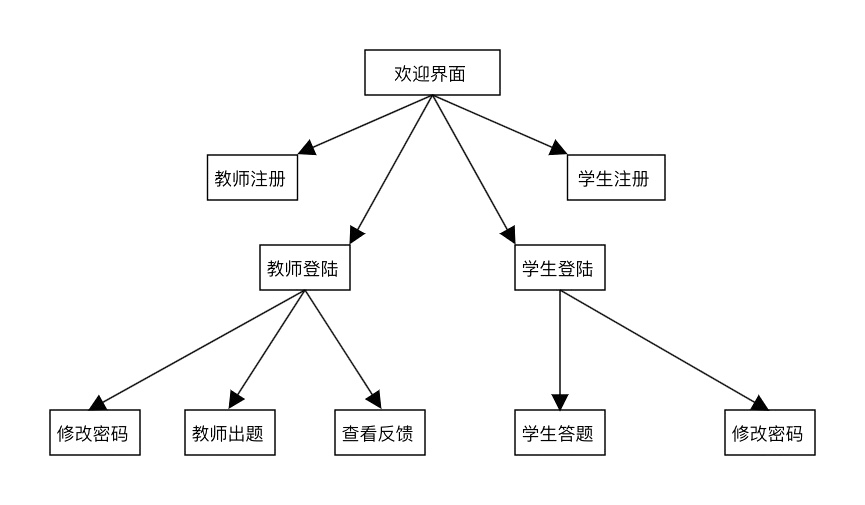 欢迎界面
教师注册
学生注册
教师登陆
学生登陆
修改密码
教师出题
查看反馈
学生答题
修改密码